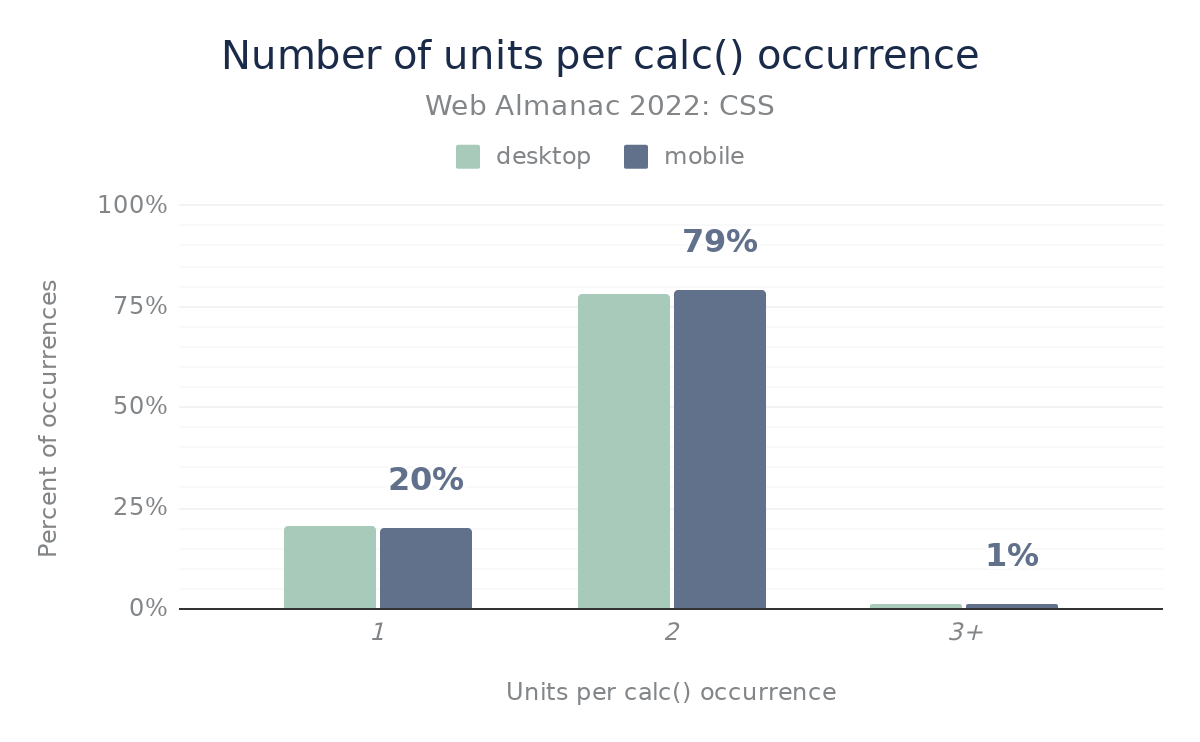 Number of units per calc() occurrence
Web Almanac 2022: CSS
desktop
mobile
Percent of occurrences
100%
75%
50%
25%
0%
20%
79%
1%
1
2
3+
Units per calc() occurrence